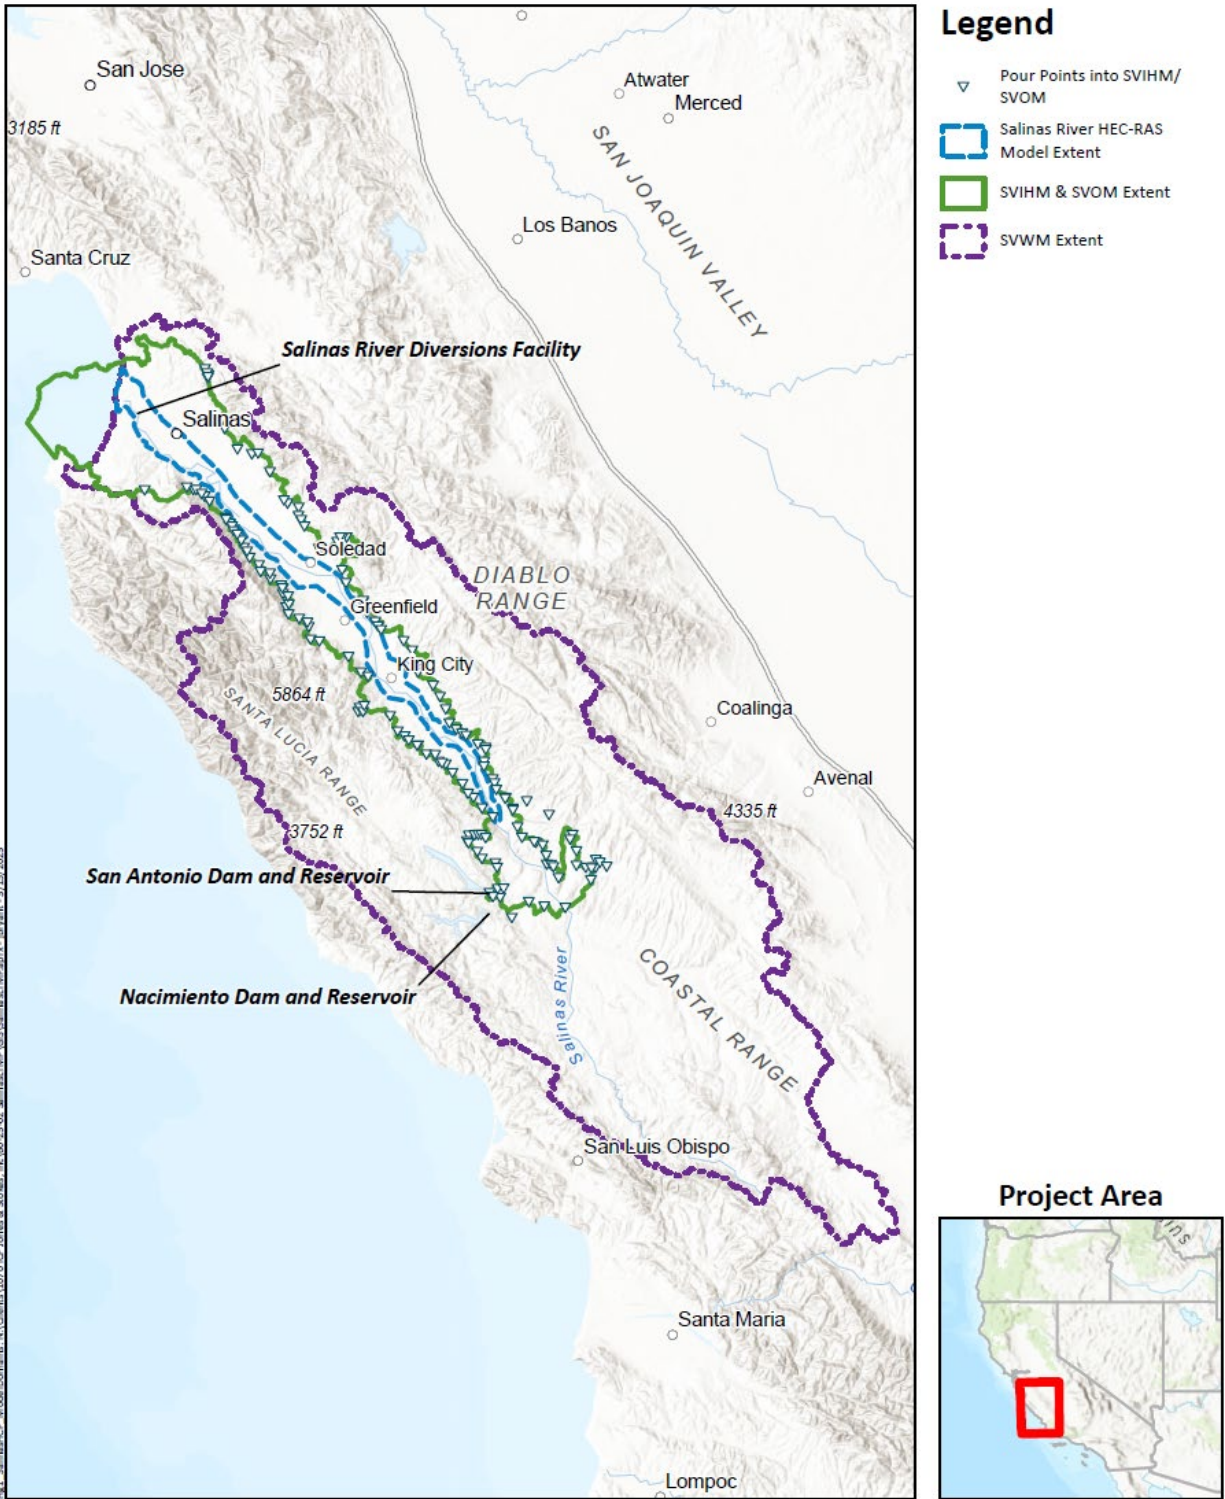 Legend
Pour Points into SVIHM/
SVOM
Salinas River HEC-RAS
Model Extent
SVIHM & SVOM Extent
SVWM Extent
San Jose
Atwater
Merced
3185 ft
SAN JOAQUIN VALLEY
Los Banos
Santa Cruz
Salinas River Diversions Facility
Salinas
Soledad
DIABLO
RANGE
Greenfield
King City
5864 ft
SANTA LUCIA RANGE
Coalinga
Avenal
4335 ft
3752 ft
San Antonio Dam and Reservoir
Nacimiento Dam and Reservoir
Salinas River
COASTAL RANGE
San Luis Obispo
Santa Maria
Lompoc
Project Area